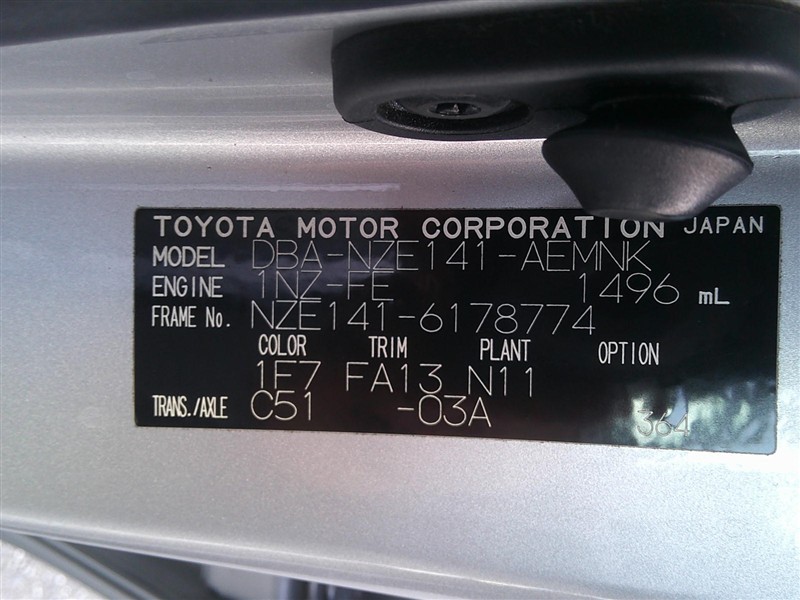 TOYOTA MOTOR CORPORATION JAPAN
MODEL DBA-NZE141-AEMNK
ENGINE 1NZ-FE 1496 mL
FRAME No. NZE141-6178774
COLOR TRIM PLANT OPTION
1F7 FA13 N11
TRANS./AXLE C51 -03A 364